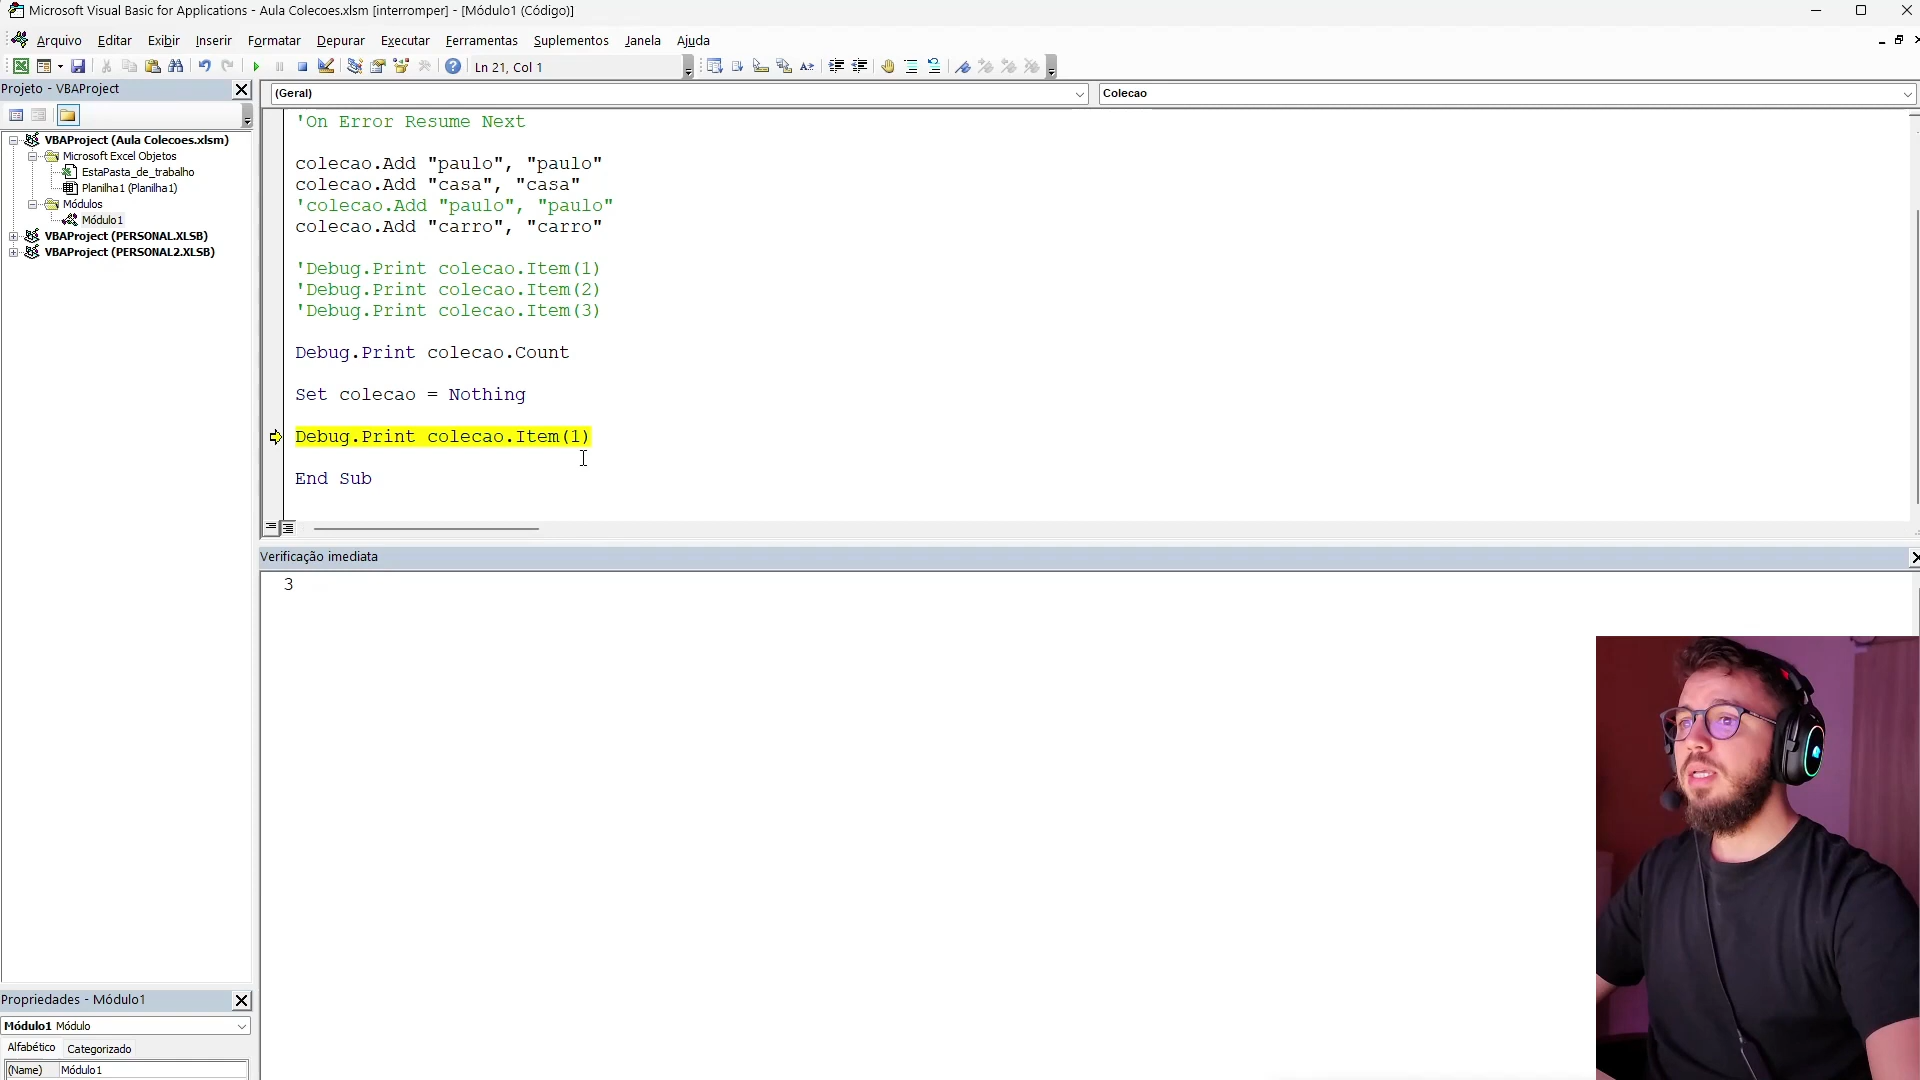 Microsoft Visual Basic for Applications - Aula Colecoes.xlsm [interromper] - [Módulo1 (Código)]
Arquivo Editar Exibir Inserir Formatar Depurar Executar Ferramentas Suplementos Janela Ajuda
Ln 21, Col 1
Projeto - VBAProject
(Geral)
Colecao
VBAProject (Aula Colecoes.xlsm)
Microsoft Excel Objetos
EstaPasta_de_trabalho
Planilha1 (Planilha1)
Módulos
Módulo1
VBAProject (PERSONAL.XLSB)
VBAProject (PERSONAL2.XLSB)
'On Error Resume Next
colecao.Add "paulo", "paulo"
colecao.Add "casa", "casa"
'colecao.Add "paulo", "paulo"
colecao.Add "carro", "carro"
'Debug.Print colecao.Item(1)
'Debug.Print colecao.Item(2)
'Debug.Print colecao.Item(3)
Debug.Print colecao.Count
Set colecao = Nothing
Debug.Print colecao.Item(1)
End Sub
Verificação imediata
3
Propriedades - Módulo1
Módulo1 Módulo
Alfabético Categorizado
(Name) Módulo1